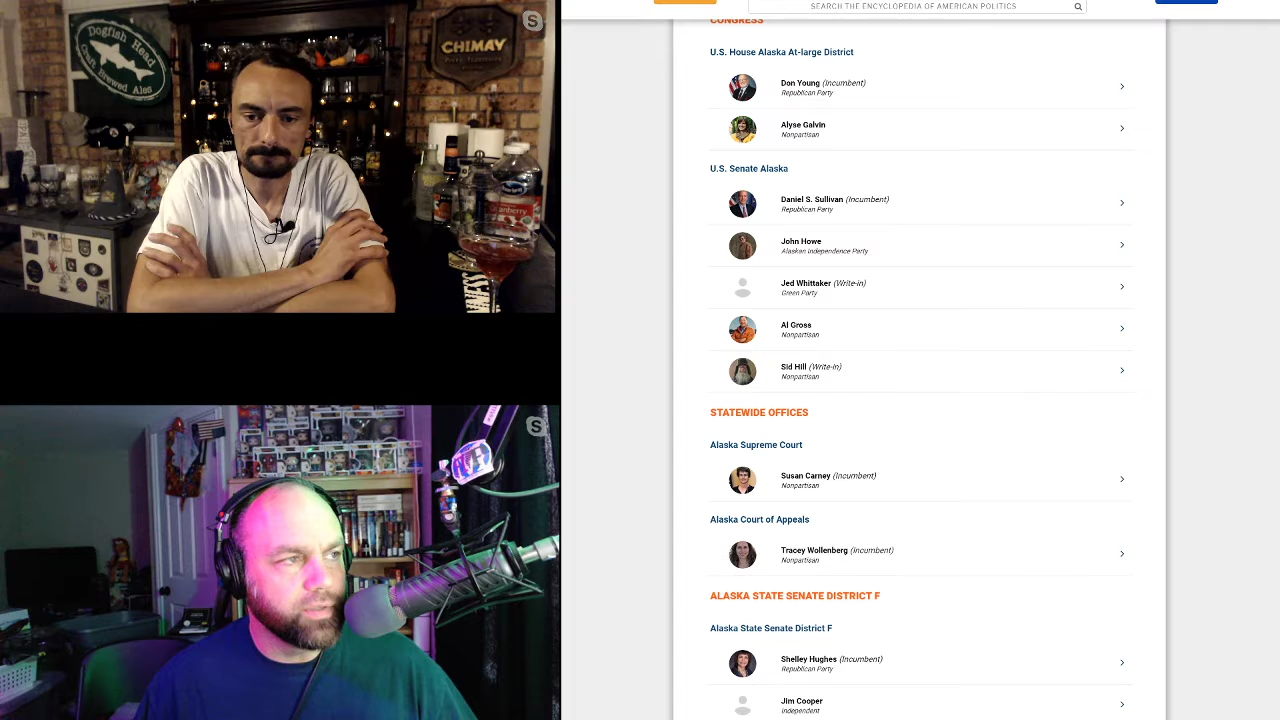 Dogfish Head
Craft Brewed Ales
CHIMAY
S
cranberry
S
SEARCH THE ENCYCLOPEDIA OF AMERICAN POLITICS
CONGRESS
U.S. House Alaska At-large District
Don Young (Incumbent)
Republican Party
Alyse Galvin
Nonpartisan
U.S. Senate Alaska
Daniel S. Sullivan (Incumbent)
Republican Party
John Howe
Alaskan Independence Party
Jed Whittaker (Write-in)
Green Party
Al Gross
Nonpartisan
Sid Hill (Write-in)
Nonpartisan
STATEWIDE OFFICES
Alaska Supreme Court
Susan Carney (Incumbent)
Nonpartisan
Alaska Court of Appeals
Tracey Wollenberg (Incumbent)
Nonpartisan
ALASKA STATE SENATE DISTRICT F
Alaska State Senate District F
Shelley Hughes (Incumbent)
Republican Party
Jim Cooper
Independent